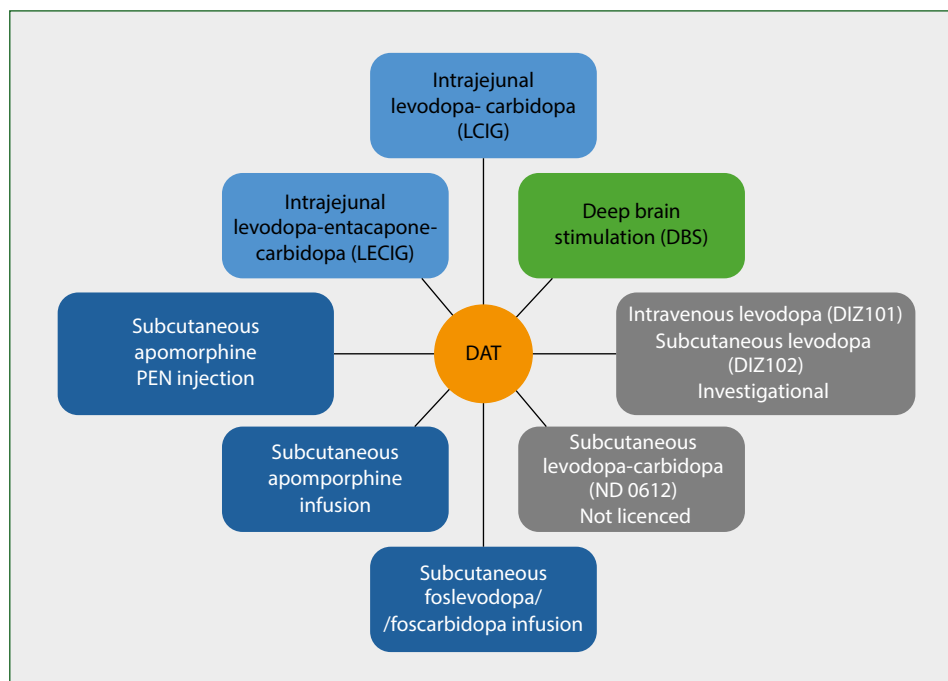 Intrajejunal
levodopa- carbidopa
(LCIG)
Intrajejunal
levodopa-entacapone-
carbidopa (LECIG)
Deep brain
stimulation (DBS)
Subcutaneous
apomorphine
PEN injection
DAT
Intravenous levodopa (DIZ101)
Subcutaneous levodopa
(DIZ102)
Investigational
Subcutaneous
apomporphine
infusion
Subcutaneous
levodopa-carbidopa
(ND 0612)
Not licenced
Subcutaneous
foslevodopa/
/foscarbidopa infusion